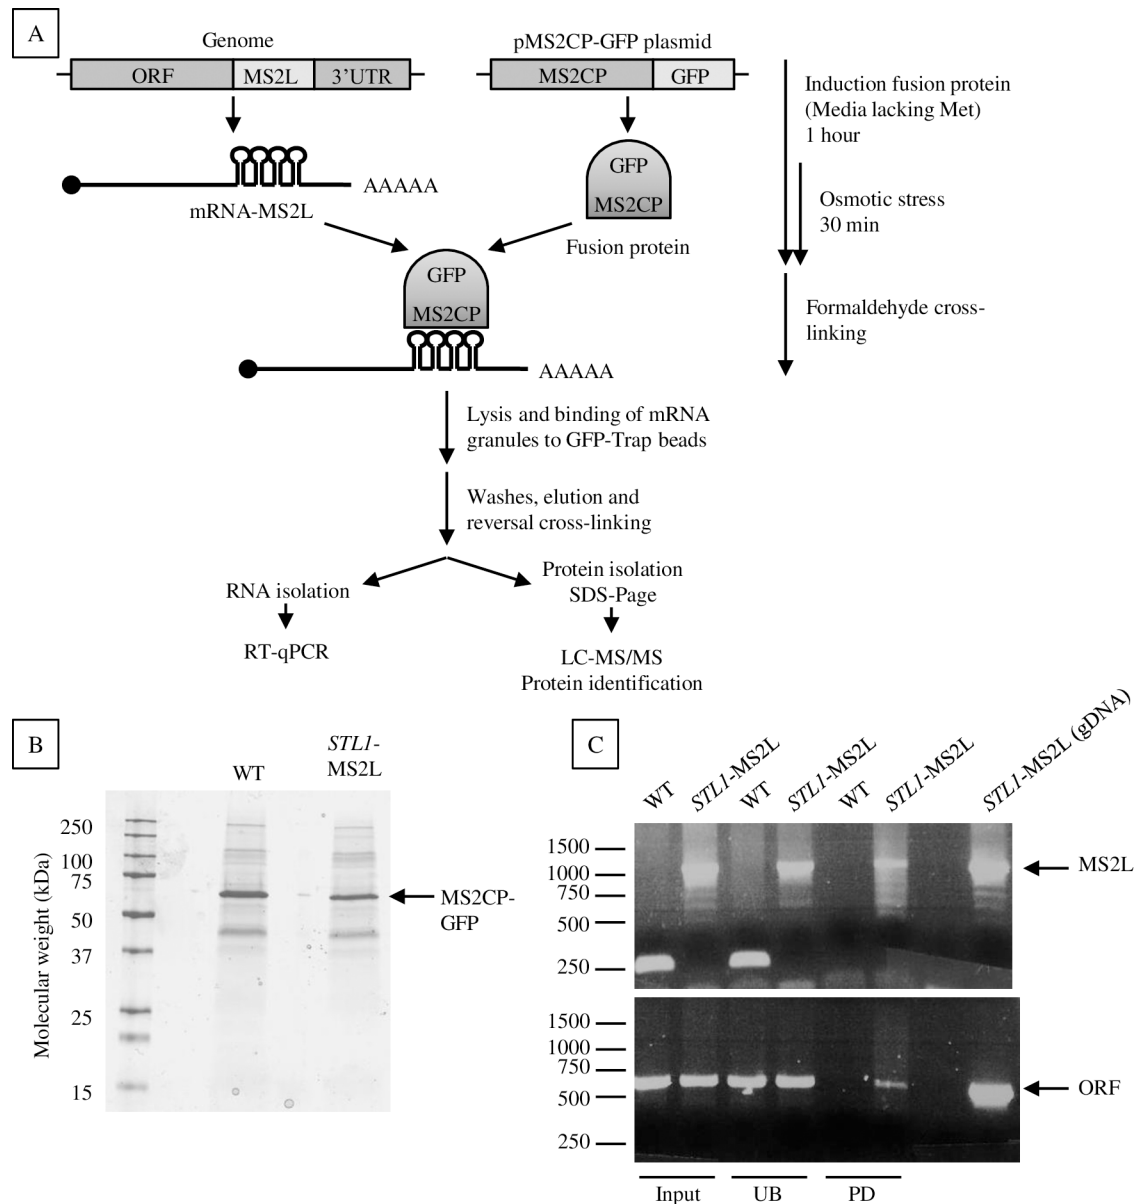 A
Genome
ORF
MS2L
3’UTR
pMS2CP-GFP plasmid
MS2CP
GFP
Induction fusion protein
(Media lacking Met)
1 hour
AAAAA
mRNA-MS2L
GFP
MS2CP
Fusion protein
Osmotic stress
30 min
GFP
MS2CP
AAAAA
Formaldehyde cross-
linking
Lysis and binding of mRNA
granules to GFP-Trap beads
Washes, elution and
reversal cross-linking
RNA isolation
RT-qPCR
Protein isolation
SDS-Page
LC-MS/MS
Protein identification
B
WT
STL1-
MS2L
Molecular weight (kDa)
250
100
75
50
37
25
15
MS2CP-
GFP
C
WT
STL1-MS2L
WT
STL1-MS2L
WT
STL1-MS2L
STL1-MS2L (gDNA)
1500
1000
750
500
250
MS2L
1500
1000
750
500
250
ORF
Input
UB
PD